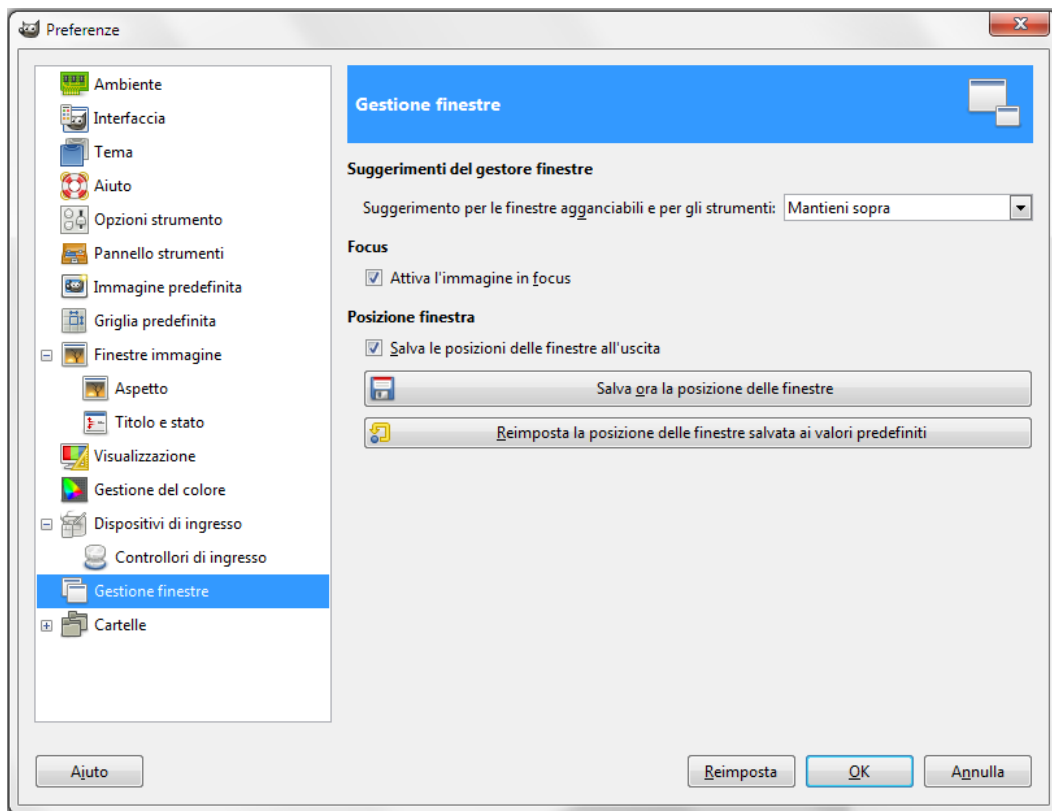 Preferenze
Ambiente
Interfaccia
Tema
Aiuto
Opzioni strumento
Pannello strumenti
Immagine predefinita
Griglia predefinita
Finestre immagine
Aspetto
Titolo e stato
Visualizzazione
Gestione del colore
Dispositivi di ingresso
Controllori di ingresso
Gestione finestre
Cartelle
Gestione finestre
Suggerimenti del gestore finestre
Suggerimento per le finestre agganciabili e per gli strumenti: Mantieni sopra
Focus
Attiva l'immagine in focus
Posizione finestra
Salva le posizioni delle finestre all'uscita
Salva ora la posizione delle finestre
Reimposta la posizione delle finestre salvata ai valori predefiniti
Aiuto
Reimposta
OK
Annulla